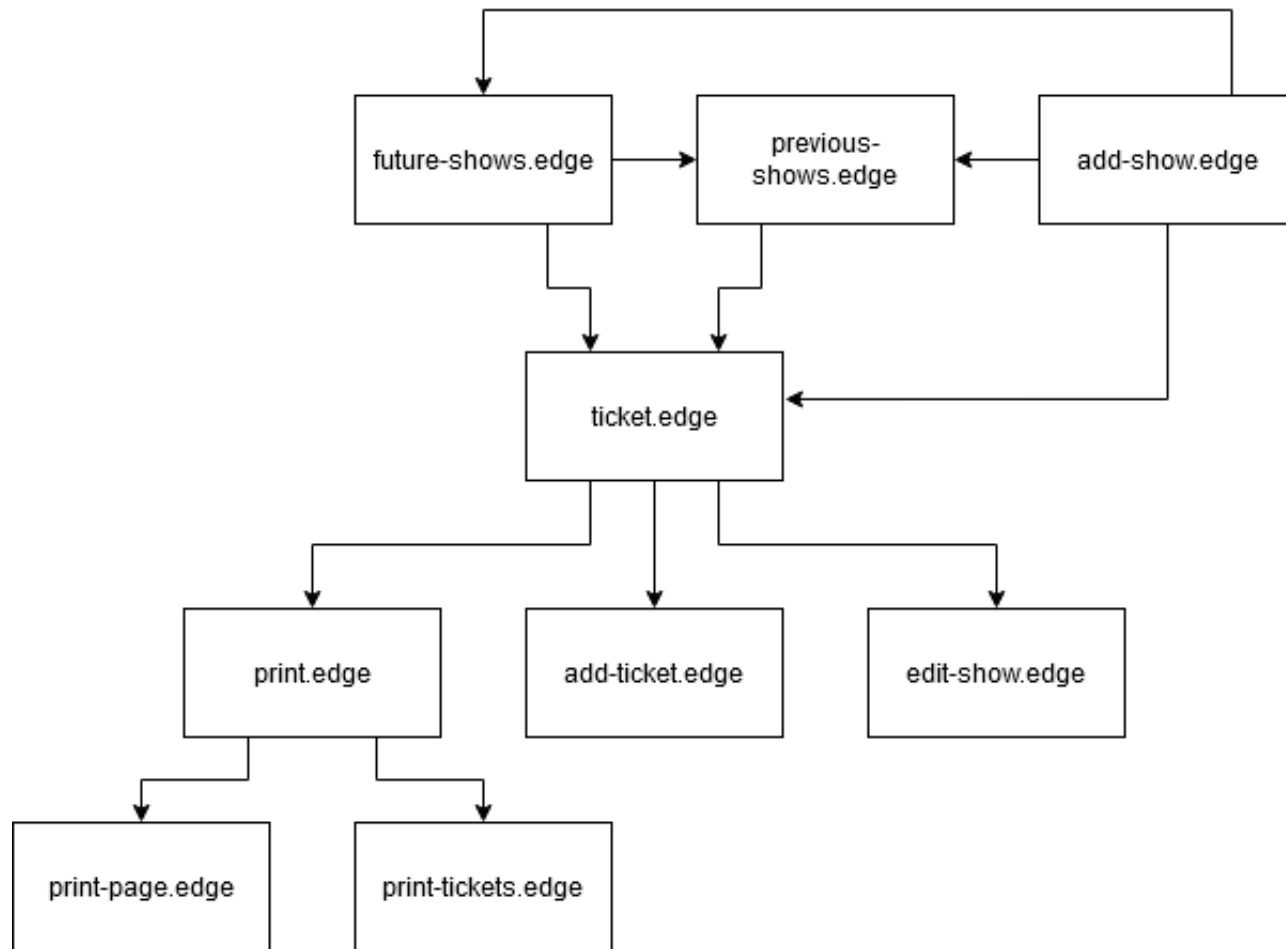 future-shows.edge
previous-
shows.edge
add-show.edge
ticket.edge
print.edge
add-ticket.edge
edit-show.edge
print-page.edge
print-tickets.edge